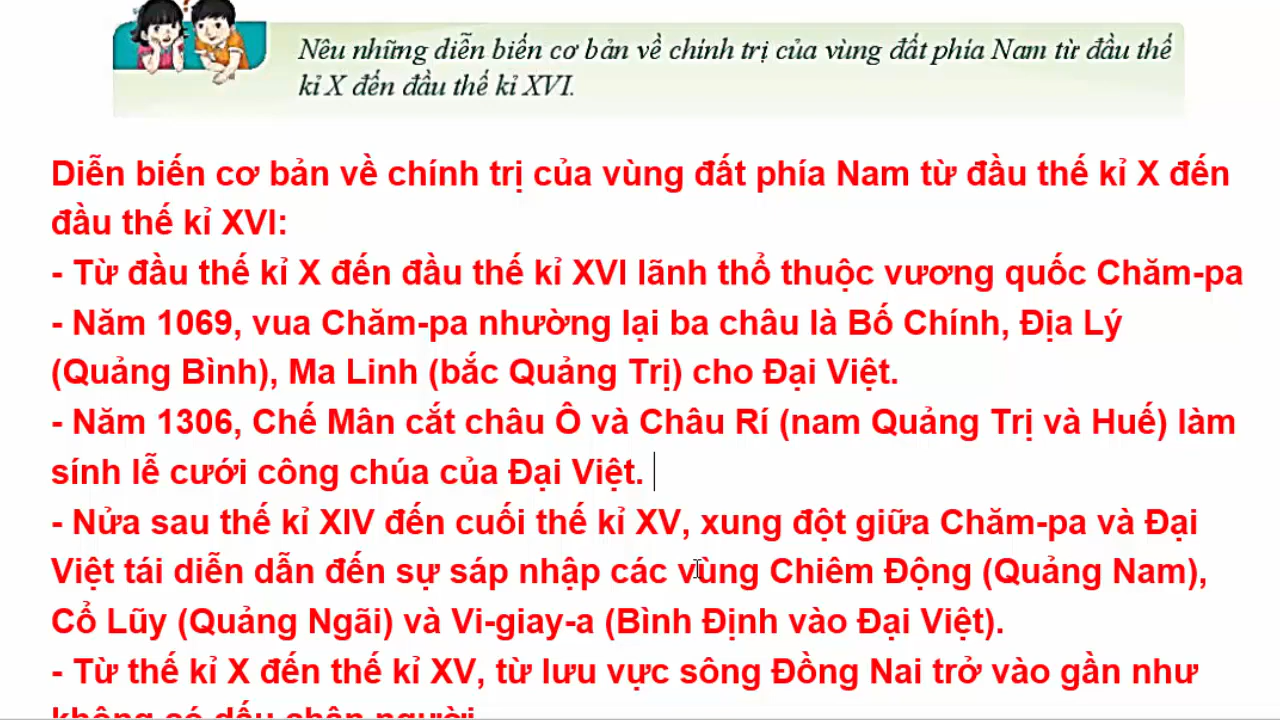 Nêu những diễn biến cơ bản về chính trị của vùng đất phía Nam từ đầu thế
kỉ X đến đầu thế kỉ XVI.
Diễn biến cơ bản về chính trị của vùng đất phía Nam từ đầu thế kỉ X đến
đầu thế kỉ XVI:
- Từ đầu thế kỉ X đến đầu thế kỉ XVI lãnh thổ thuộc vương quốc Chăm-pa
- Năm 1069, vua Chăm-pa nhường lại ba châu là Bố Chính, Địa Lý
(Quảng Bình), Ma Linh (bắc Quảng Trị) cho Đại Việt.
- Năm 1306, Chế Mân cắt châu Ô và Châu Rí (nam Quảng Trị và Huế) làm
sính lễ cưới công chúa của Đại Việt.
- Nửa sau thế kỉ XIV đến cuối thế kỉ XV, xung đột giữa Chăm-pa và Đại
Việt tái diễn dẫn đến sự sáp nhập các vùng Chiêm Động (Quảng Nam),
Cổ Lũy (Quảng Ngãi) và Vi-giay-a (Bình Định vào Đại Việt).
- Từ thế kỉ X đến thế kỉ XV, từ lưu vực sông Đồng Nai trở vào gần như
không có dấu chân người